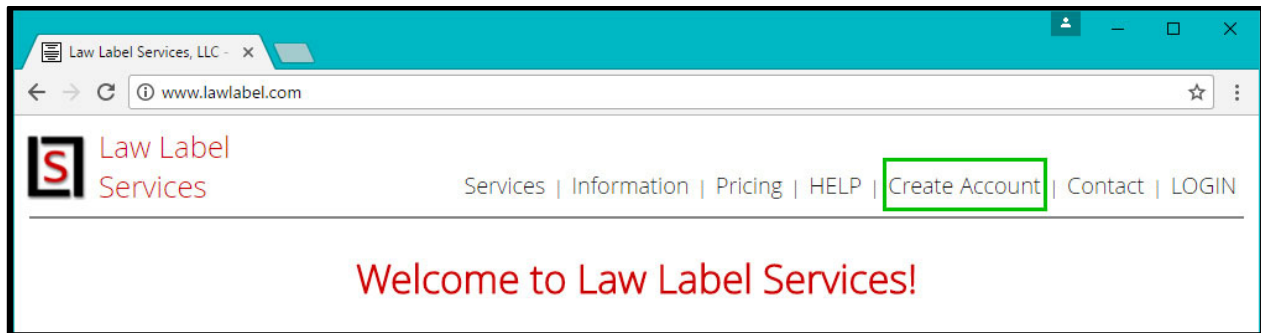 Law Label Services, LLC -
www.lawlabel.com
S
Law Label
Services
Services | Information | Pricing | HELP | Create Account | Contact | LOGIN
Welcome to Law Label Services!